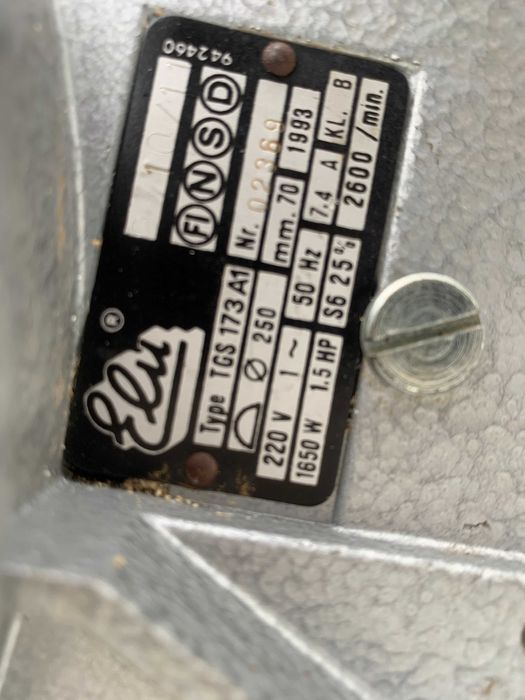 Elu ®
942460
FI N S D
Type TGS 173 A1 Nr. 02369
Ø 250 mm. 70 1993
220 V 1 ~ 50 Hz 7.4 A KL. B
1650 W 1.5 HP S6 25% 2600 /min.